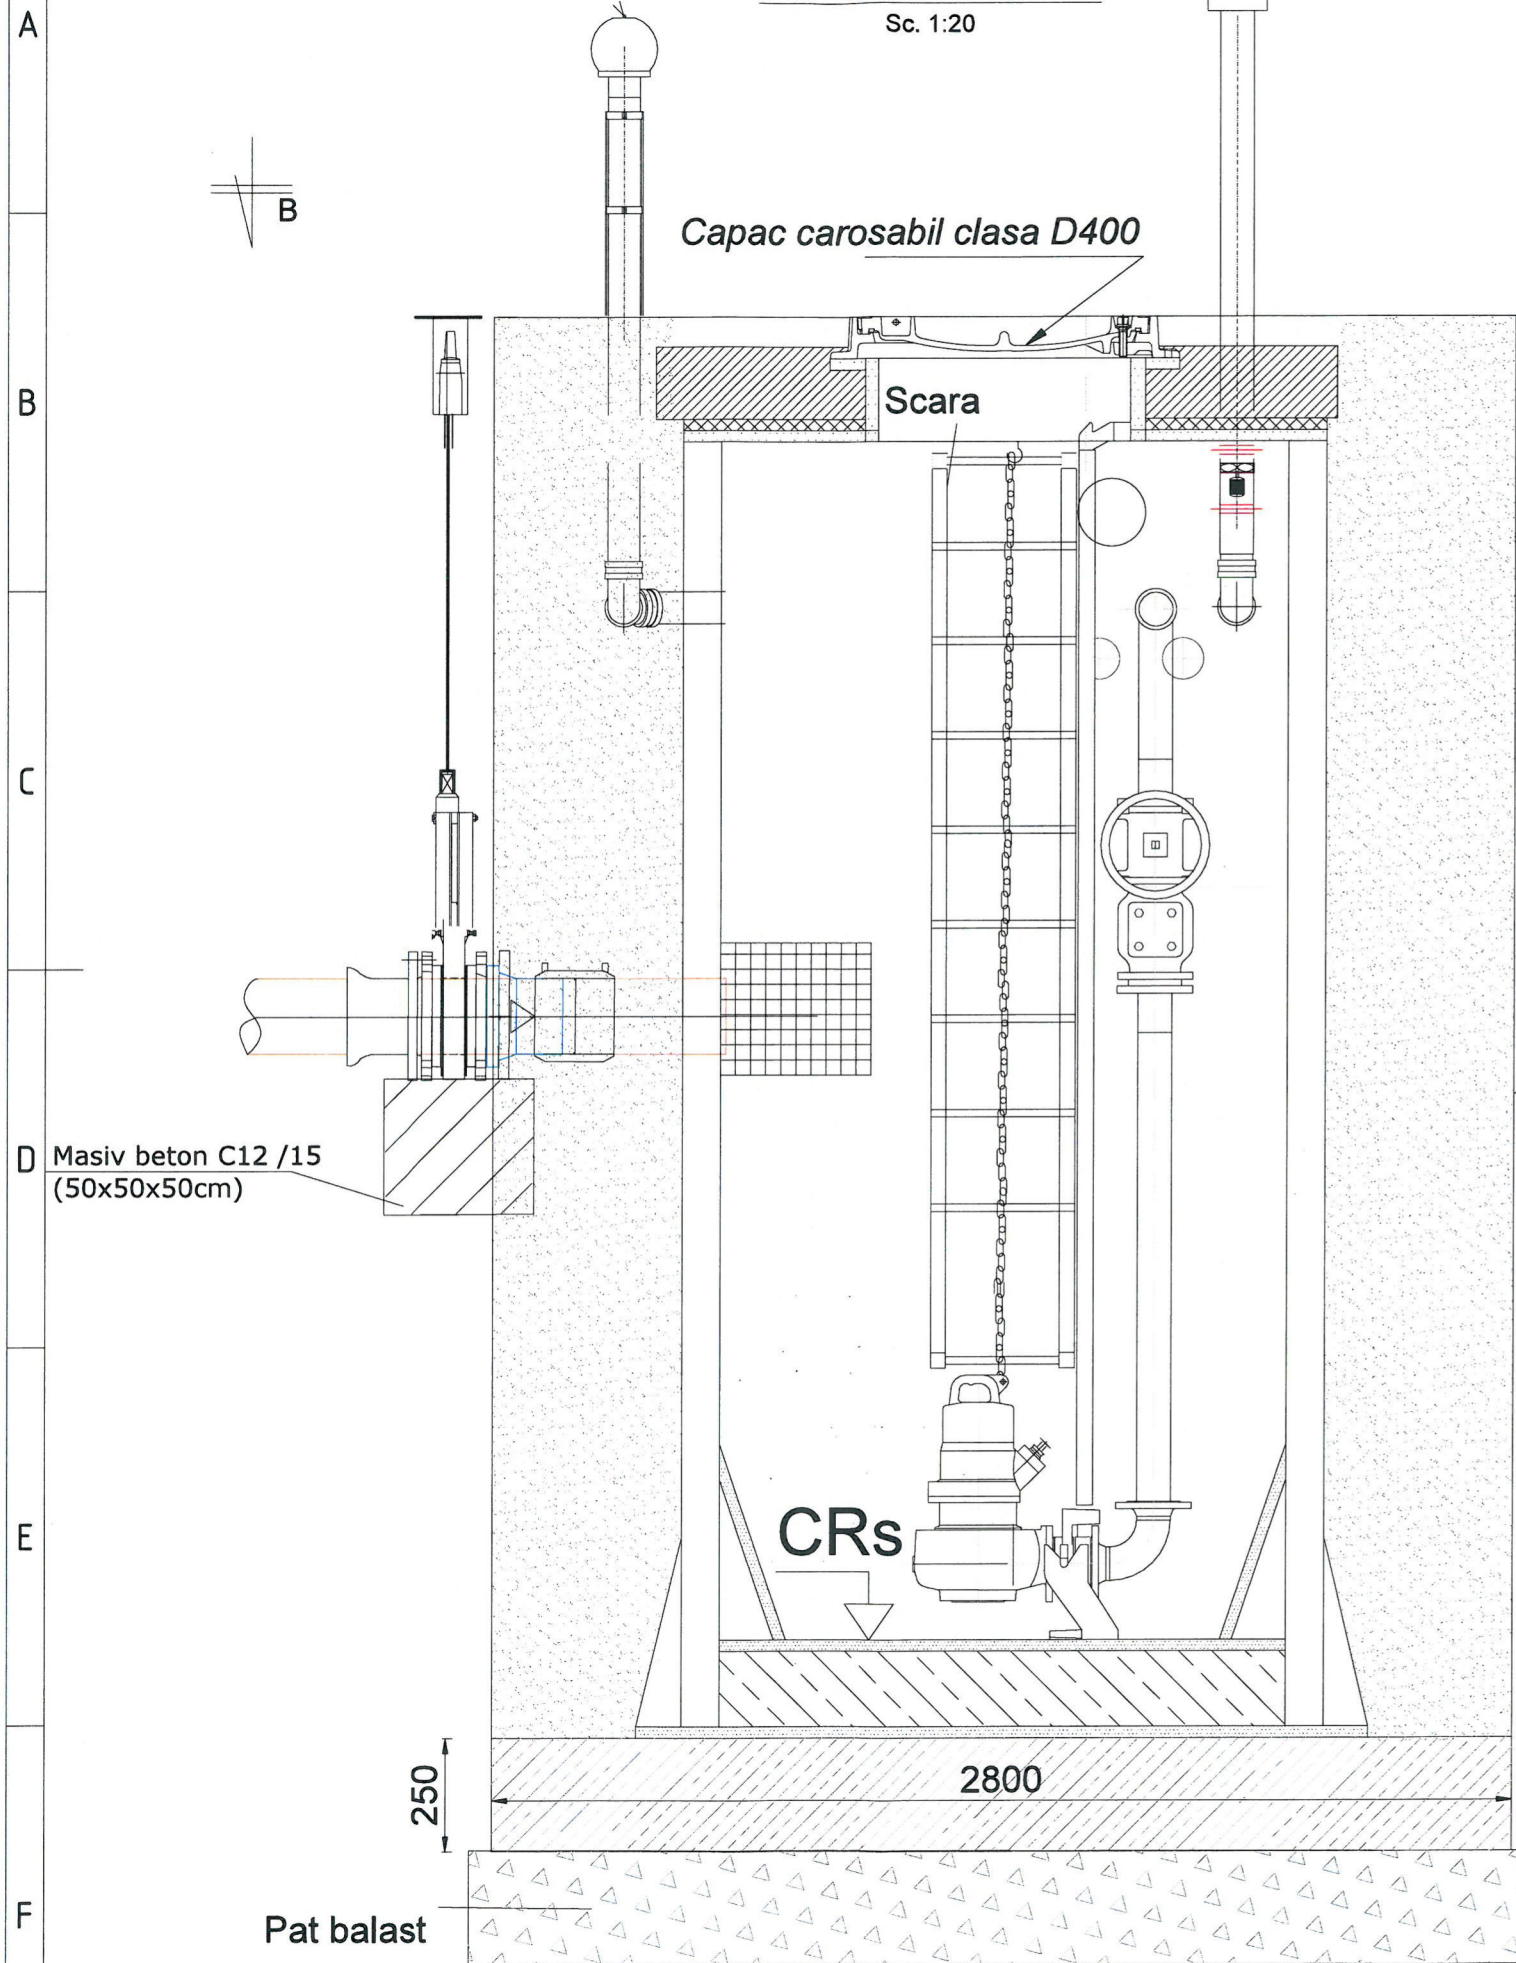 A
Sc. 1:20
B
Capac carosabil clasa D400
B
Scara
C
D
Masiv beton C12 /15
(50x50x50cm)
E
CRs
250
2800
F
Pat balast